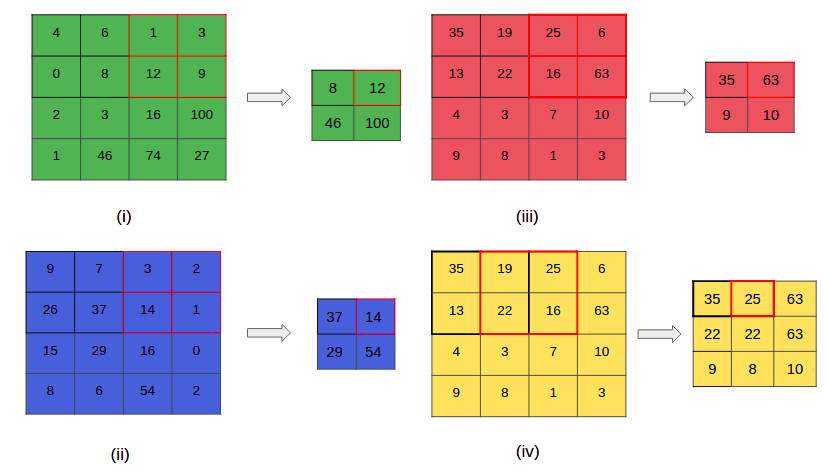 4 6 1 3
0 8 12 9
2 3 16 100
1 46 74 27
8 12
46 100
(i)
35 19 25 6
13 22 16 63
4 3 7 10
9 8 1 3
35 63
9 10
(iii)
9 7 3 2
26 37 14 1
15 29 16 0
8 6 54 2
37 14
29 54
(ii)
35 19 25 6
13 22 16 63
4 3 7 10
9 8 1 3
35 25 63
22 22 63
9 8 10
(iv)